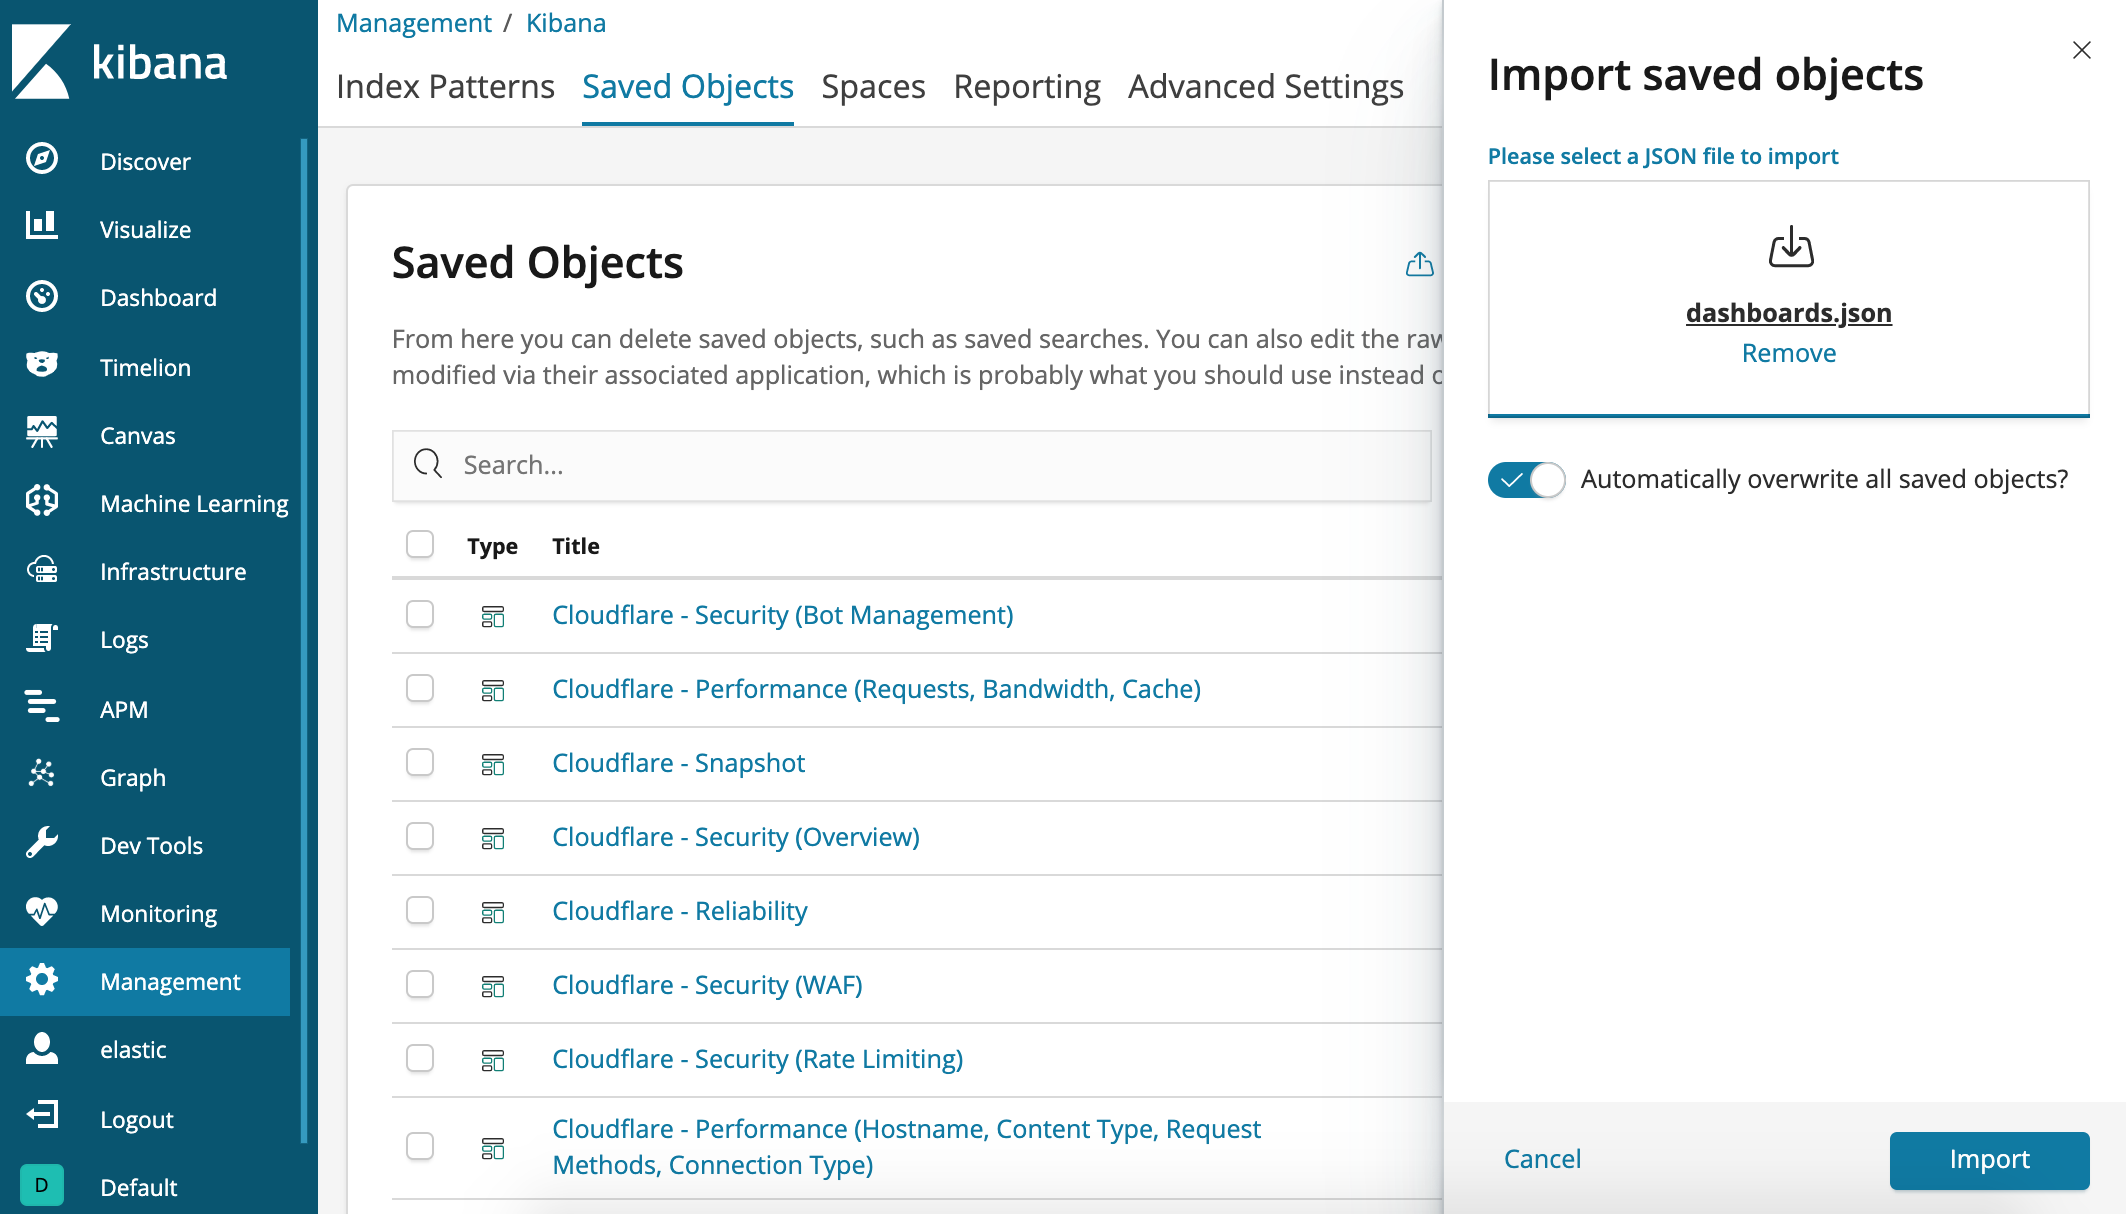 kibana
Discover
Visualize
Dashboard
Timelion
Canvas
Machine Learning
Infrastructure
Logs
APM
Graph
Dev Tools
Monitoring
Management
elastic
Logout
D Default
Management / Kibana
Index Patterns Saved Objects Spaces Reporting Advanced Settings
Saved Objects
From here you can delete saved objects, such as saved searches. You can also edit the raw
modified via their associated application, which is probably what you should use instead
Search...
Type Title
Cloudflare - Security (Bot Management)
Cloudflare - Performance (Requests, Bandwidth, Cache)
Cloudflare - Snapshot
Cloudflare - Security (Overview)
Cloudflare - Reliability
Cloudflare - Security (WAF)
Cloudflare - Security (Rate Limiting)
Cloudflare - Performance (Hostname, Content Type, Request
Methods, Connection Type)
Import saved objects
Please select a JSON file to import
dashboards.json
Remove
Automatically overwrite all saved objects?
Cancel
Import